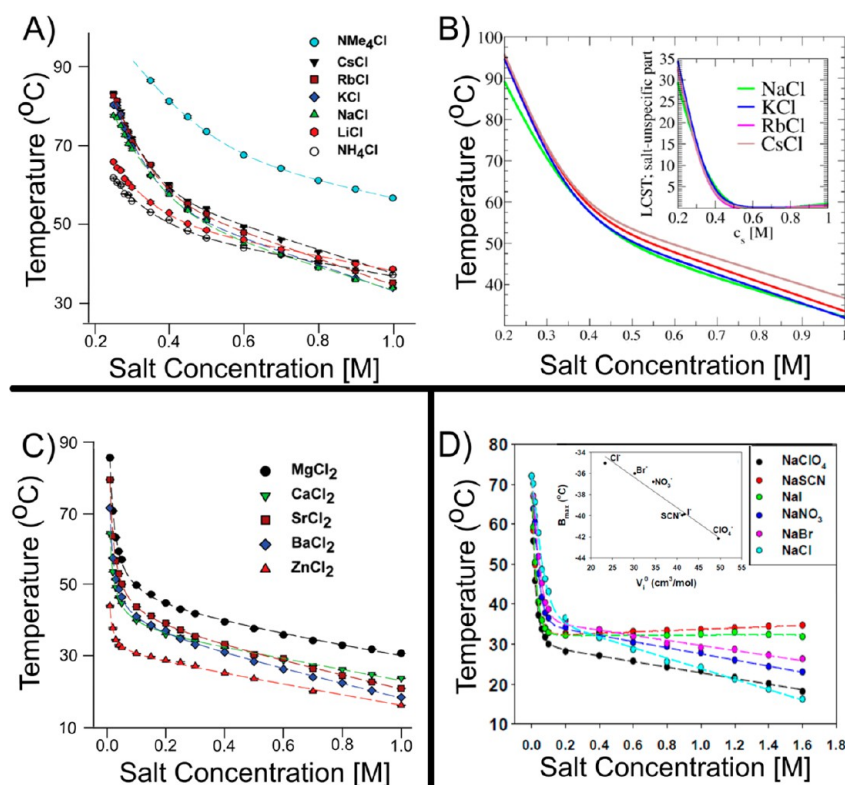 A)
NMe4Cl
CsCl
RbCl
KCl
NaCl
LiCl
NH4Cl
90
70
50
30
0.2 0.4 0.6 0.8 1.0
Temperature (°C)
Salt Concentration [M]
B)
100
90
80
70
60
50
40
0.2 0.3 0.4 0.5 0.6 0.7 0.8 0.9 1
Temperature (°C)
Salt Concentration [M]
35
30
25
20
15
10
5
0.2 0.4 0.6 0.8 1
LCST: salt-unspecific part
cs [M]
NaCl
KCl
RbCl
CsCl
C)
MgCl2
CaCl2
SrCl2
BaCl2
ZnCl2
90
70
50
30
10
0.0 0.2 0.4 0.6 0.8 1.0
Temperature (°C)
Salt Concentration [M]
D)
80
70
60
50
40
30
20
10
0.0 0.2 0.4 0.6 0.8 1.0 1.2 1.4 1.6 1.8
Temperature (°C)
Salt Concentration [M]
-34
-36
-38
-40
-42
-44
20 25 30 35 40 45 50 55
Bmax (°C)
Vi0 (cm3/mol)
Cl-
Br-
NO3-
SCN-
I-
ClO4-
NaClO4
NaSCN
NaI
NaNO3
NaBr
NaCl